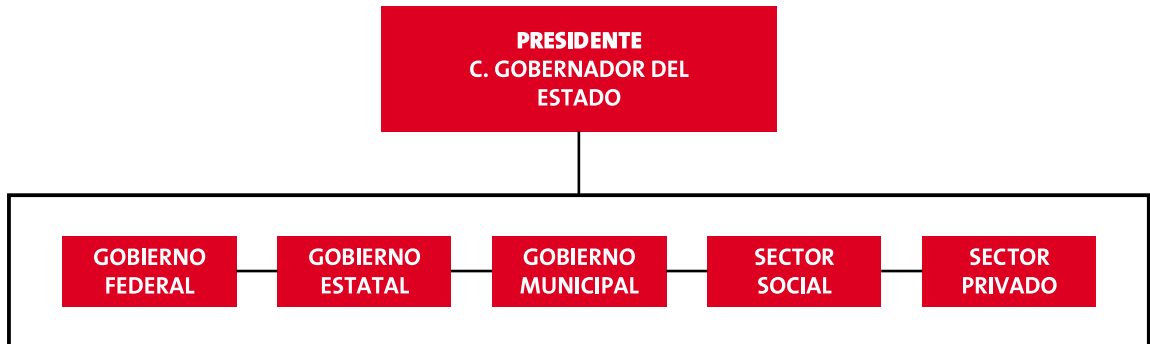 PRESIDENTE
C. GOBERNADOR DEL
ESTADO
GOBIERNO
FEDERAL
GOBIERNO
ESTATAL
GOBIERNO
MUNICIPAL
SECTOR
SOCIAL
SECTOR
PRIVADO